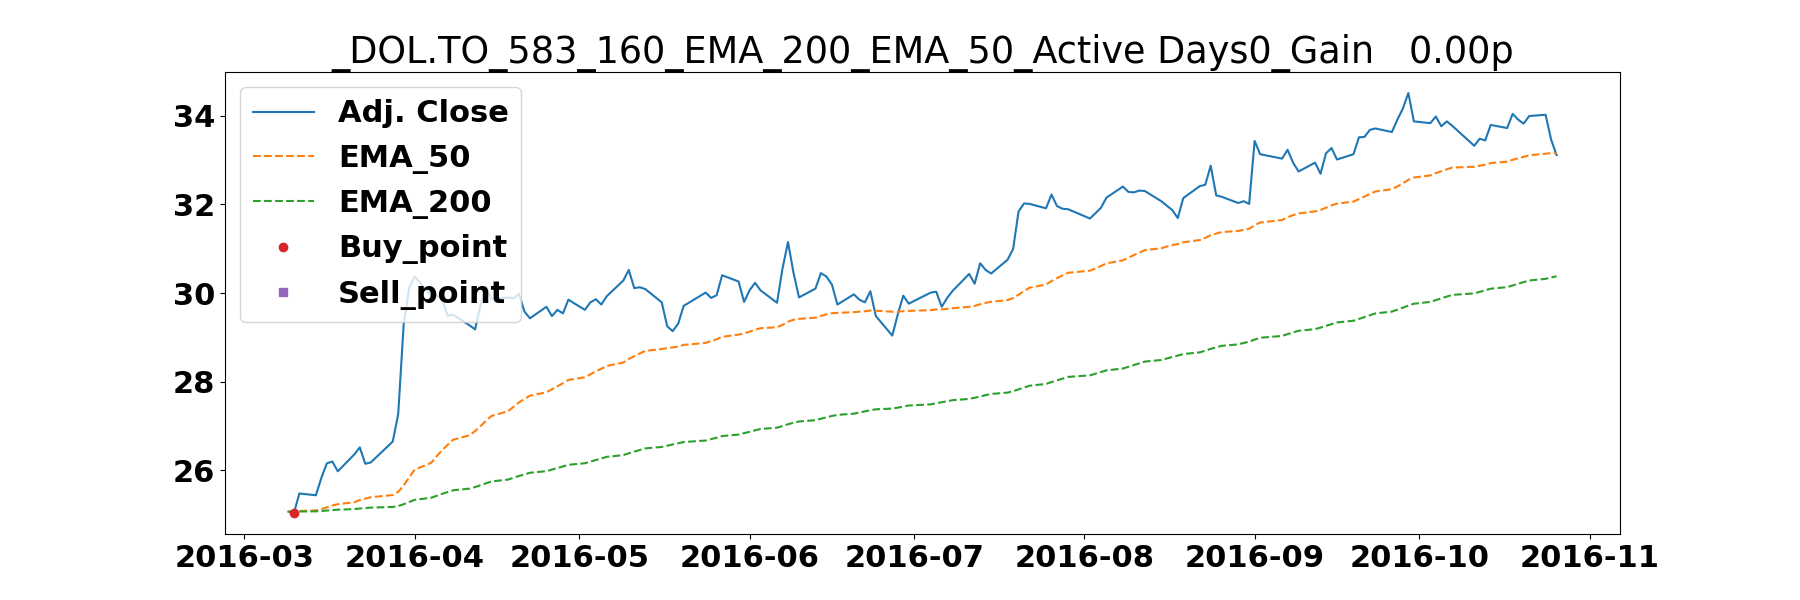 _DOL.TO_583_160_EMA_200_EMA_50_Active Days0_Gain   0.00p
Adj. Close
EMA_50
EMA_200
Buy_point
Sell_point
34
32
30
28
26
2016-03 2016-04 2016-05 2016-06 2016-07 2016-08 2016-09 2016-10 2016-11